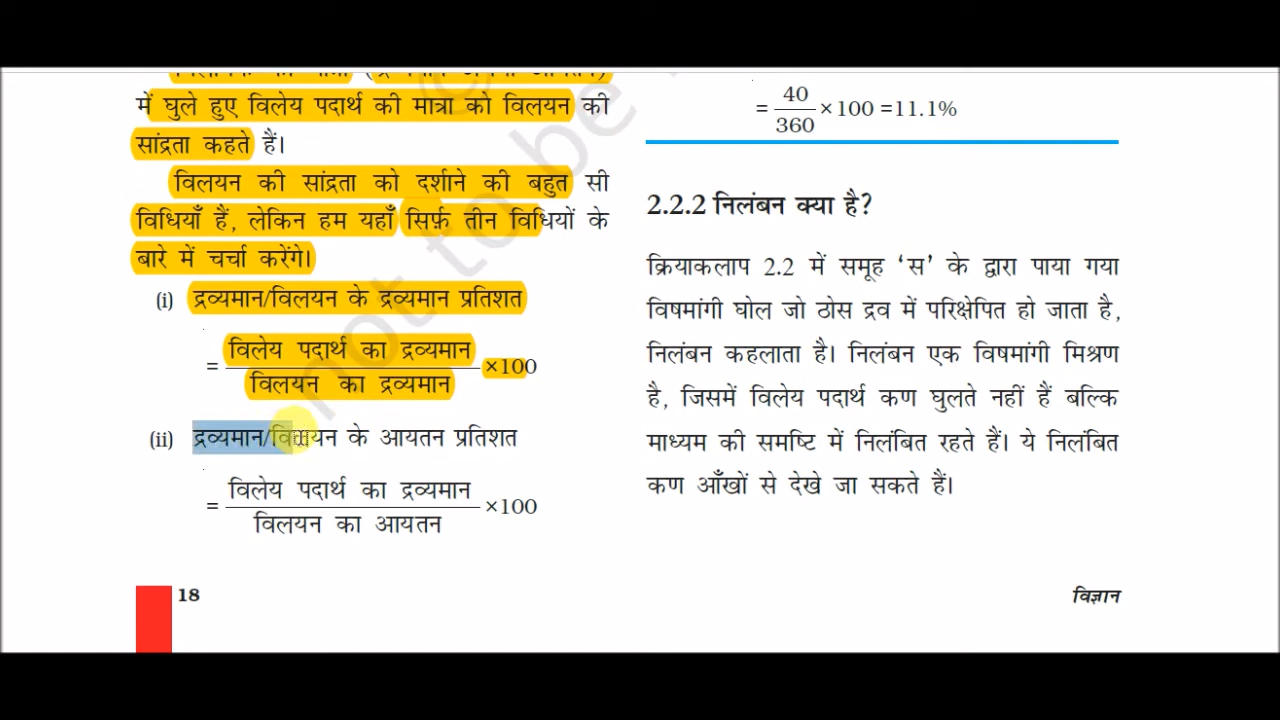 में घुले हुए विलेय पदार्थ की मात्रा को विलयन की
सांद्रता कहते हैं।
विलयन की सांद्रता को दर्शाने की बहुत सी
विधियाँ हैं, लेकिन हम यहाँ सिर्फ़ तीन विधियों के
बारे में चर्चा करेंगे।
(i) द्रव्यमान/विलयन के द्रव्यमान प्रतिशत
= विलेय पदार्थ का द्रव्यमान
विलयन का द्रव्यमान ×100
(ii) द्रव्यमान/विलयन के आयतन प्रतिशत
= विलेय पदार्थ का द्रव्यमान
विलयन का आयतन ×100
18
= 40
360 ×100 =11.1%
2.2.2 निलंबन क्या है?
क्रियाकलाप 2.2 में समूह ‘स’ के द्वारा पाया गया
विषमांगी घोल जो ठोस द्रव में परिक्षेपित हो जाता है,
निलंबन कहलाता है। निलंबन एक विषमांगी मिश्रण
है, जिसमें विलेय पदार्थ कण घुलते नहीं हैं बल्कि
माध्यम की समष्टि में निलंबित रहते हैं। ये निलंबित
कण आँखों से देखे जा सकते हैं।
विज्ञान
not to be